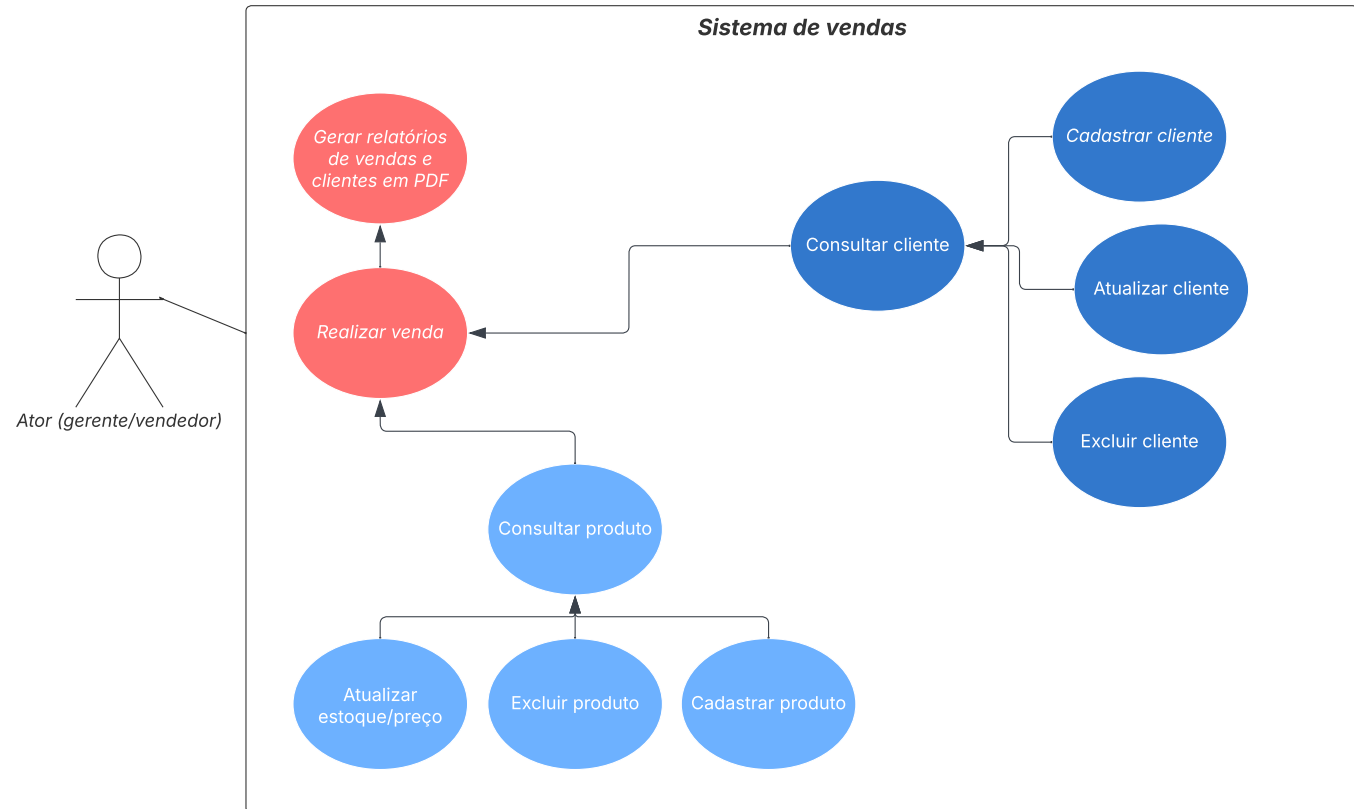 Sistema de vendas
Gerar relatórios
de vendas e
clientes em PDF
Cadastrar cliente
Consultar cliente
Atualizar cliente
Realizar venda
Ator (gerente/vendedor)
Excluir cliente
Consultar produto
Atualizar
estoque/preço
Excluir produto
Cadastrar produto